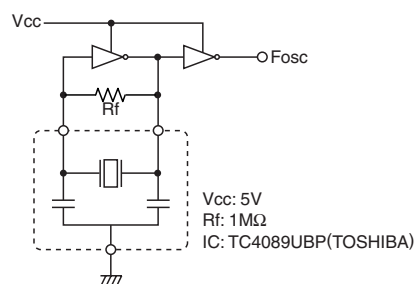 Vcc
Fosc
Rf
Vcc: 5V
Rf: 1MΩ
IC: TC4089UBP(TOSHIBA)